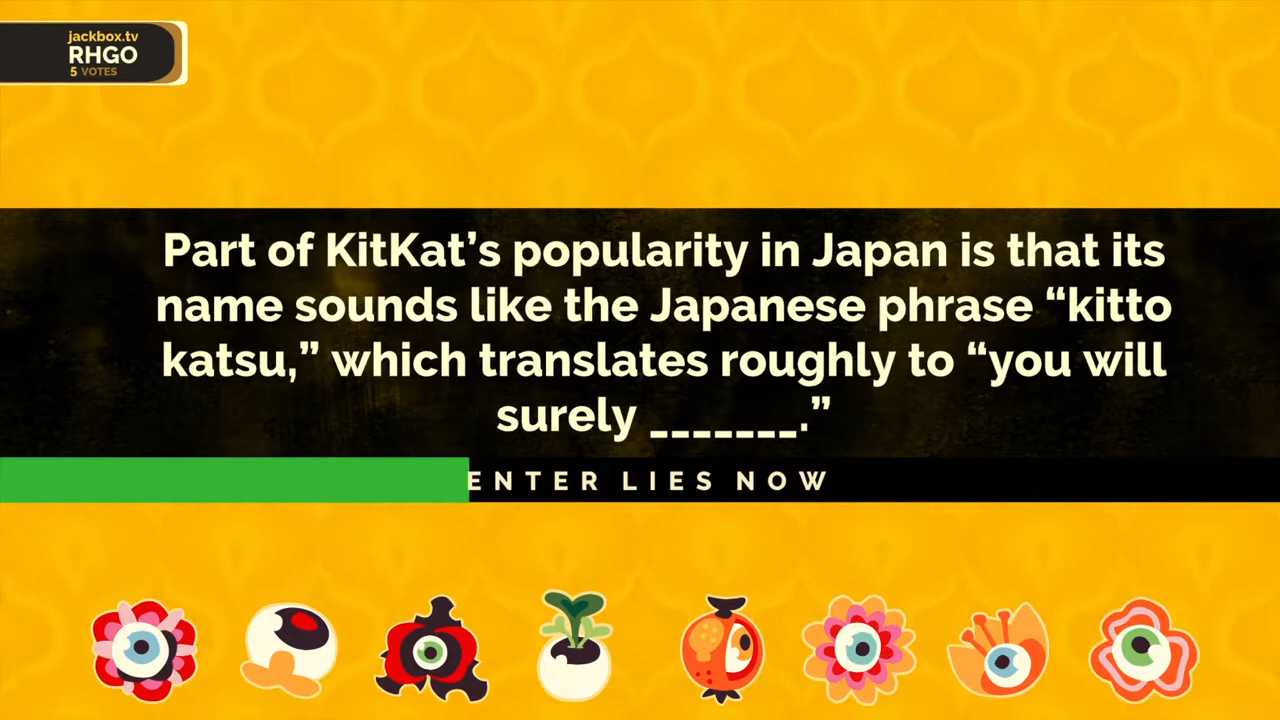 jackbox.tv
RHGO
5 VOTES
Part of KitKat’s popularity in Japan is that its
name sounds like the Japanese phrase “kitto
katsu,” which translates roughly to “you will
surely _______.”
ENTER LIES NOW